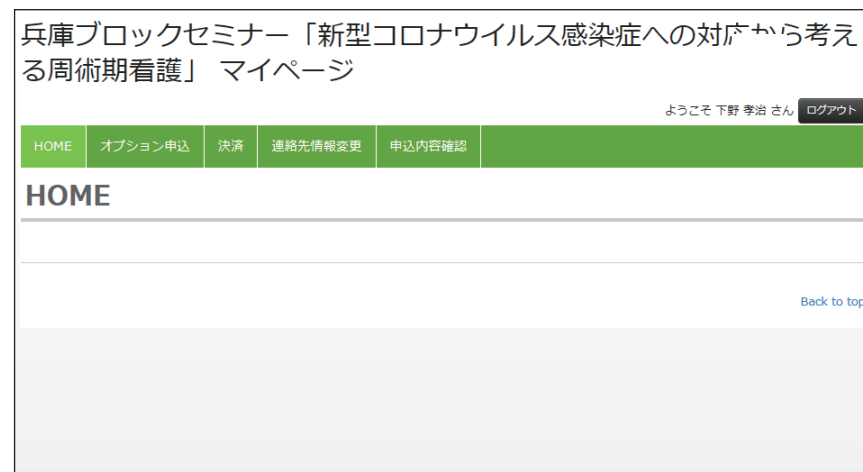 兵庫ブロックセミナー「新型コロナウイルス感染症への対応から考え
る周術期看護」 マイページ
ようこそ 下野 孝治 さん ログアウト
HOME オプション申込 決済 連絡先情報変更 申込内容確認
HOME
Back to top